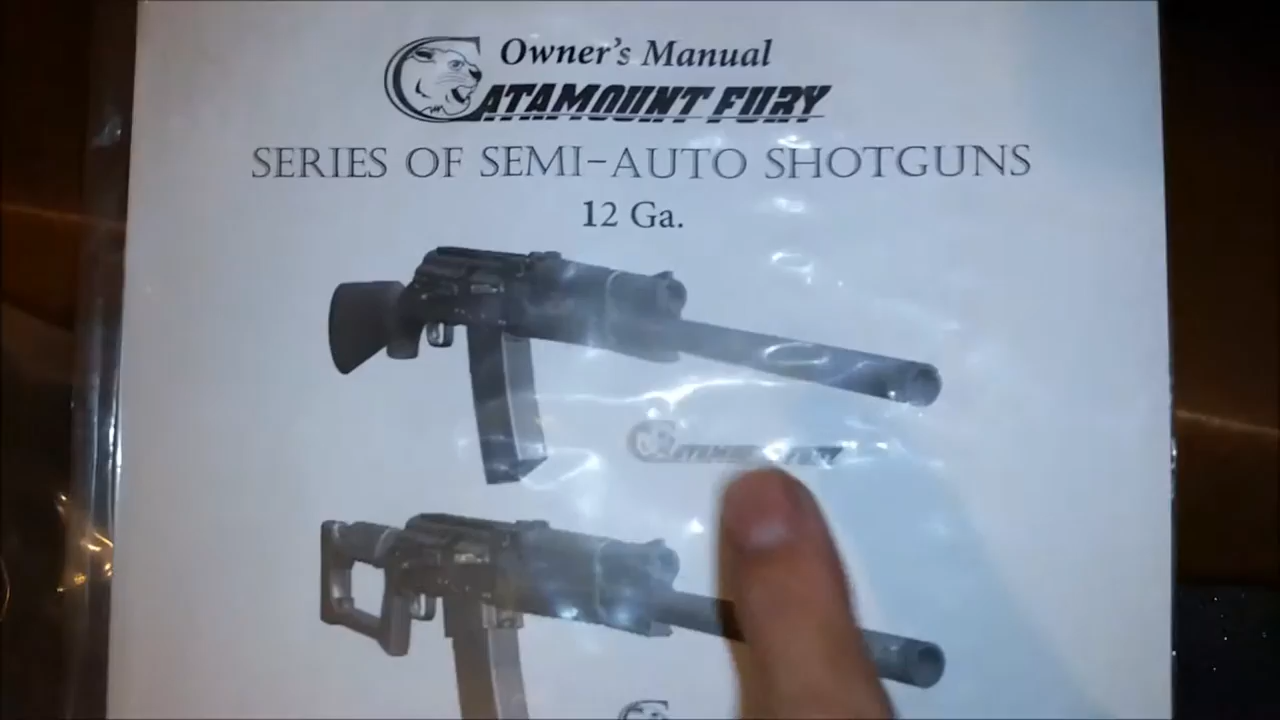 Owner's Manual
CATAMOUNT FURY
SERIES OF SEMI-AUTO SHOTGUNS
12 Ga.